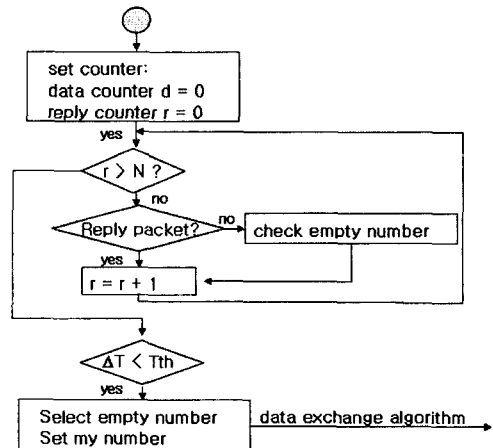 set counter:
data counter d = 0
reply counter r = 0
yes
r > N ?
no
Reply packet?
no
check empty number
yes
r = r + 1
ΔT < Tth
yes
Select empty number
Set my number
data exchange algorithm